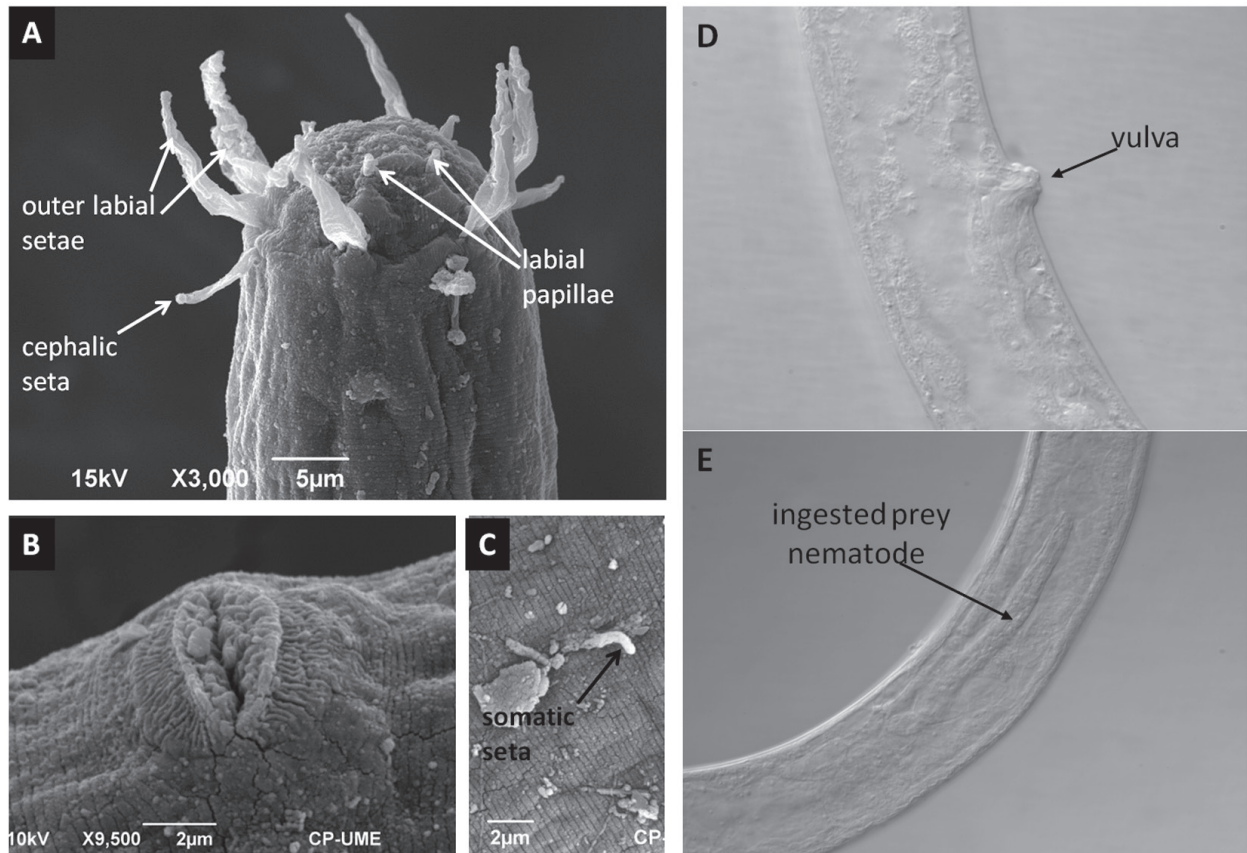 A
outer labial
setae
cephalic
seta
labial
papillae
15kV X3,000 5µm
B
10kV X9,500 2µm CP-UME
C
somatic
seta
2µm CP-
D
vulva
E
ingested prey
nematode